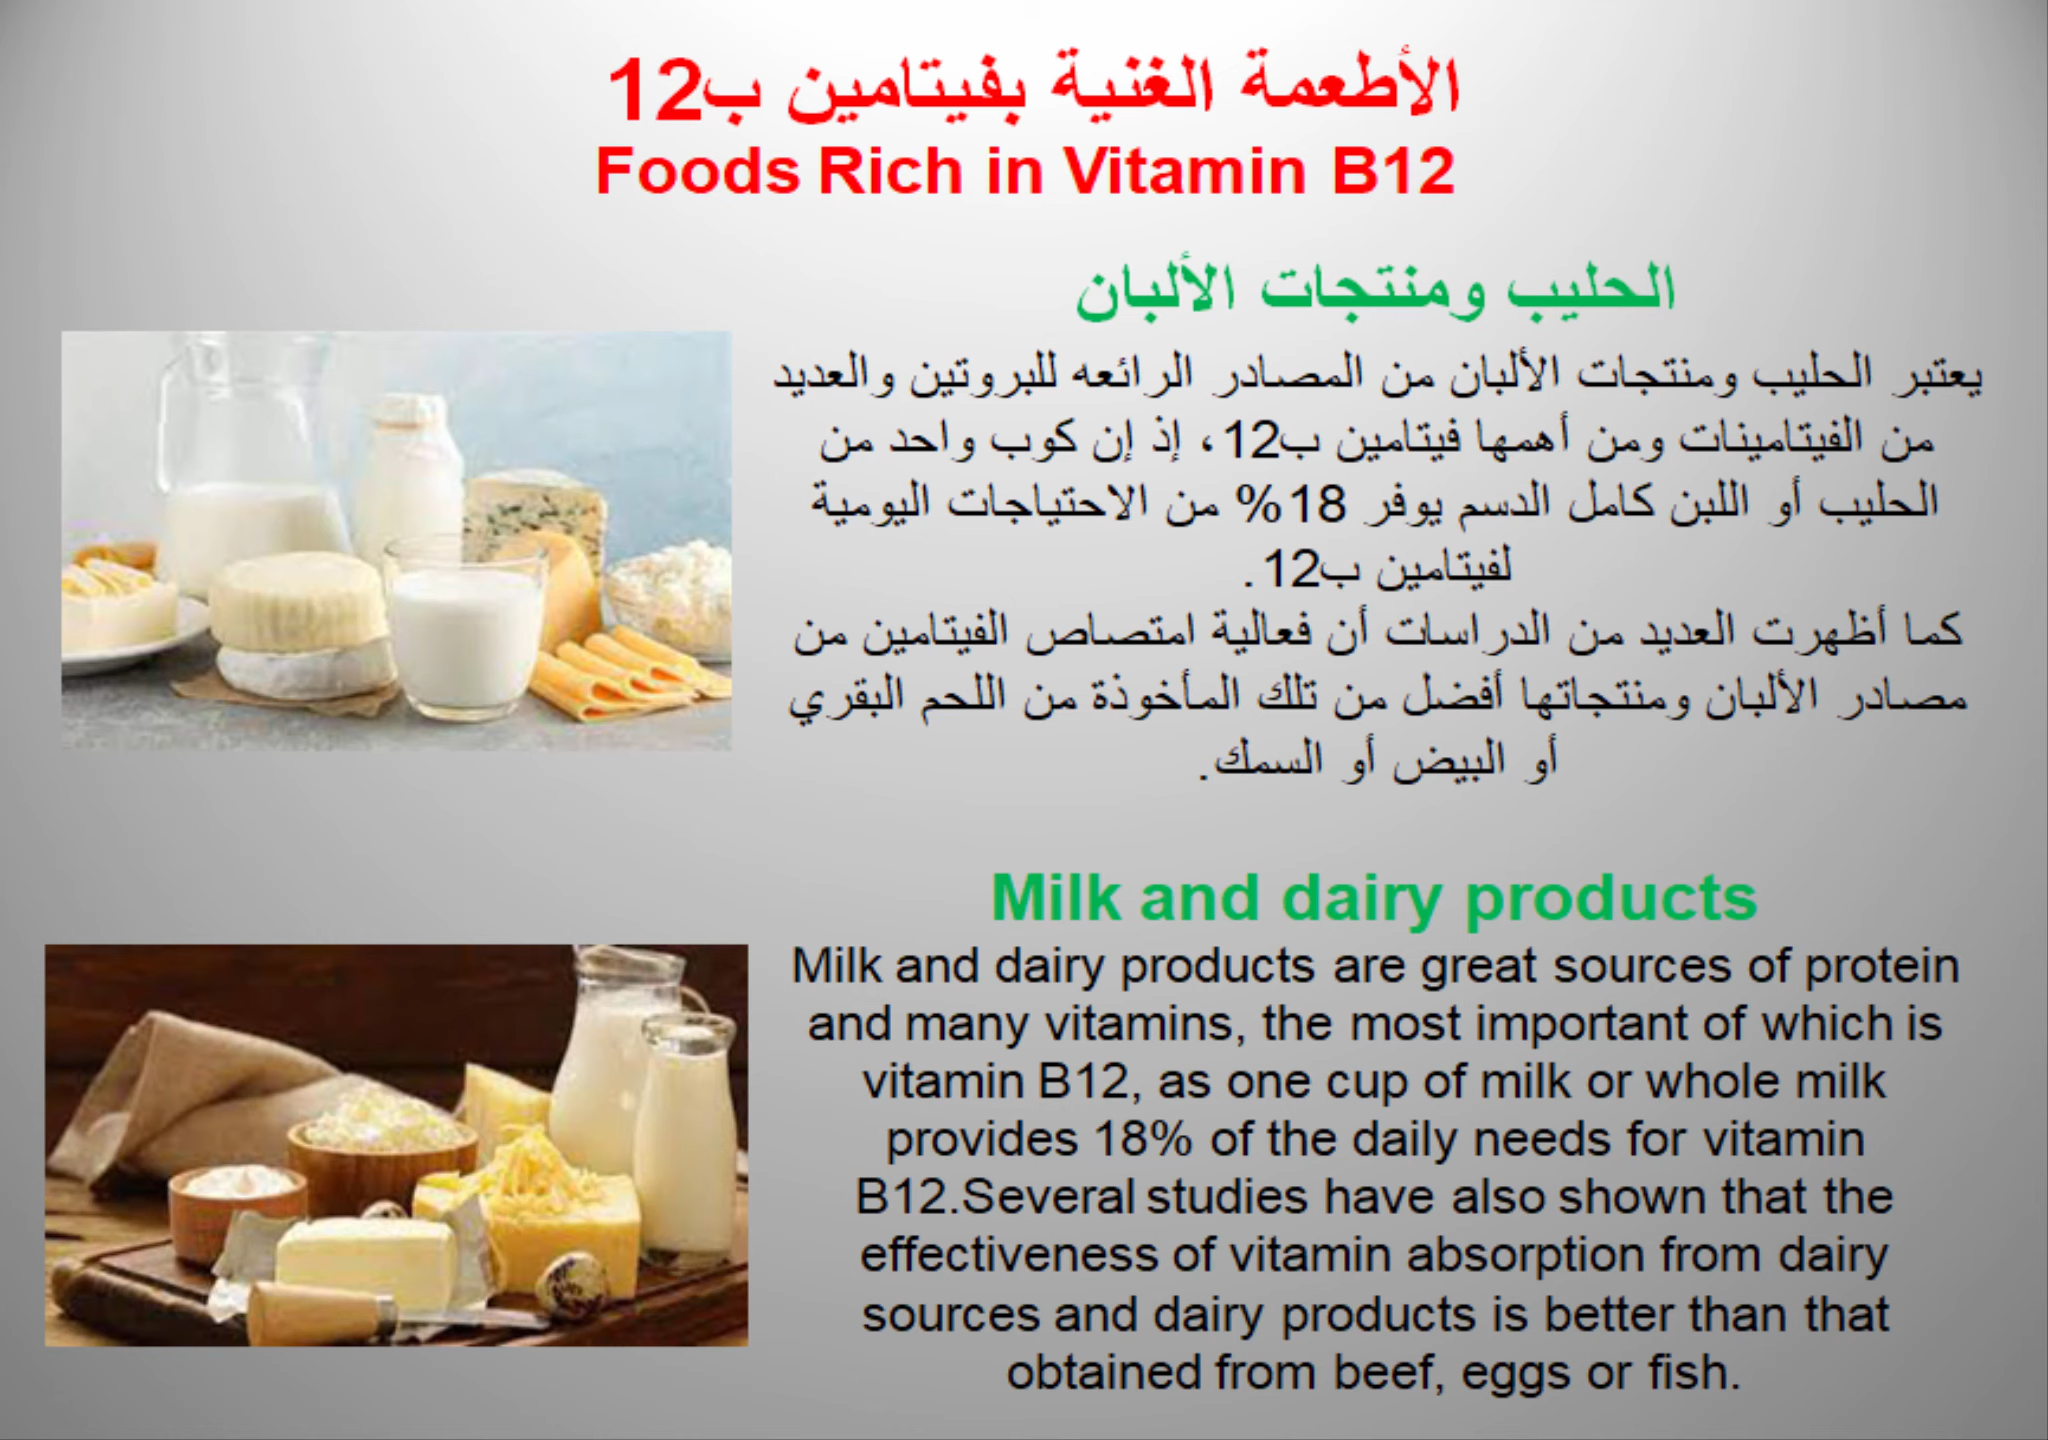 الأطعمة الغنية بفيتامين ب12
Foods Rich in Vitamin B12
الحليب ومنتجات الألبان
يعتبر الحليب ومنتجات الألبان من المصادر الرائعه للبروتين والعديد
من الفيتامينات ومن أهمها فيتامين ب12، إذ إن كوب واحد من
الحليب أو اللبن كامل الدسم يوفر 18% من الاحتياجات اليومية
لفيتامين ب12.
كما أظهرت العديد من الدراسات أن فعالية امتصاص الفيتامين من
مصادر الألبان ومنتجاتها أفضل من تلك المأخوذة من اللحم البقري
أو البيض أو السمك.
Milk and dairy products
Milk and dairy products are great sources of protein
and many vitamins, the most important of which is
vitamin B12, as one cup of milk or whole milk
provides 18% of the daily needs for vitamin
B12.Several studies have also shown that the
effectiveness of vitamin absorption from dairy
sources and dairy products is better than that
obtained from beef, eggs or fish.